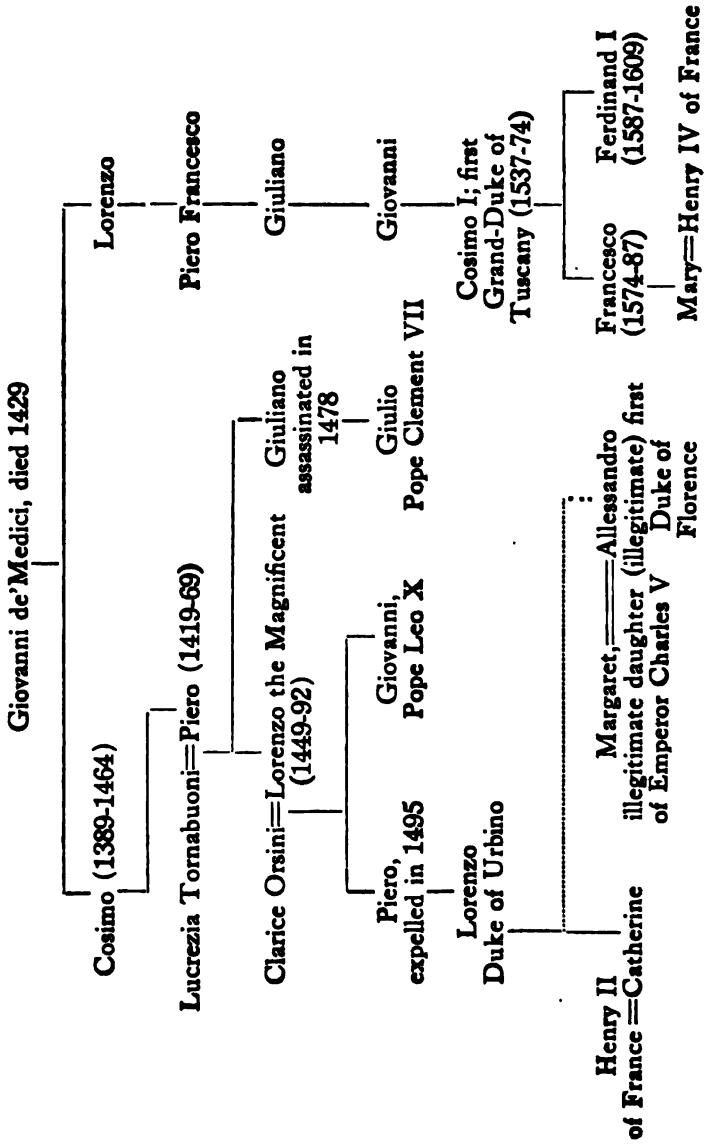 Giovanni de'Medici, died 1429
Cosimo (1389-1464)
Lorenzo
Lucrezia Tornabuoni=Piero (1419-69)
Piero Francesco
Clarice Orsini=Lorenzo the Magnificent
(1449-92)
Giuliano
assassinated in
1478
Giuliano
Piero,
expelled in 1495
Giovanni,
Pope Leo X
Giulio
Pope Clement VII
Giovanni
Lorenzo
Duke of Urbino
Cosimo I; first
Grand-Duke of
Tuscany (1537-74)
Henry II
of France=Catherine
Margaret,=Allessandro
illegitimate daughter (illegitimate) first
of Emperor Charles V Duke of
Florence
Francesco
(1574-87)
Ferdinand I
(1587-1609)
Mary=Henry IV of France